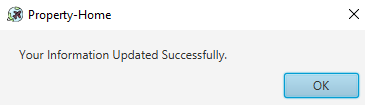 Property-Home
Your Information Updated Successfully.
OK